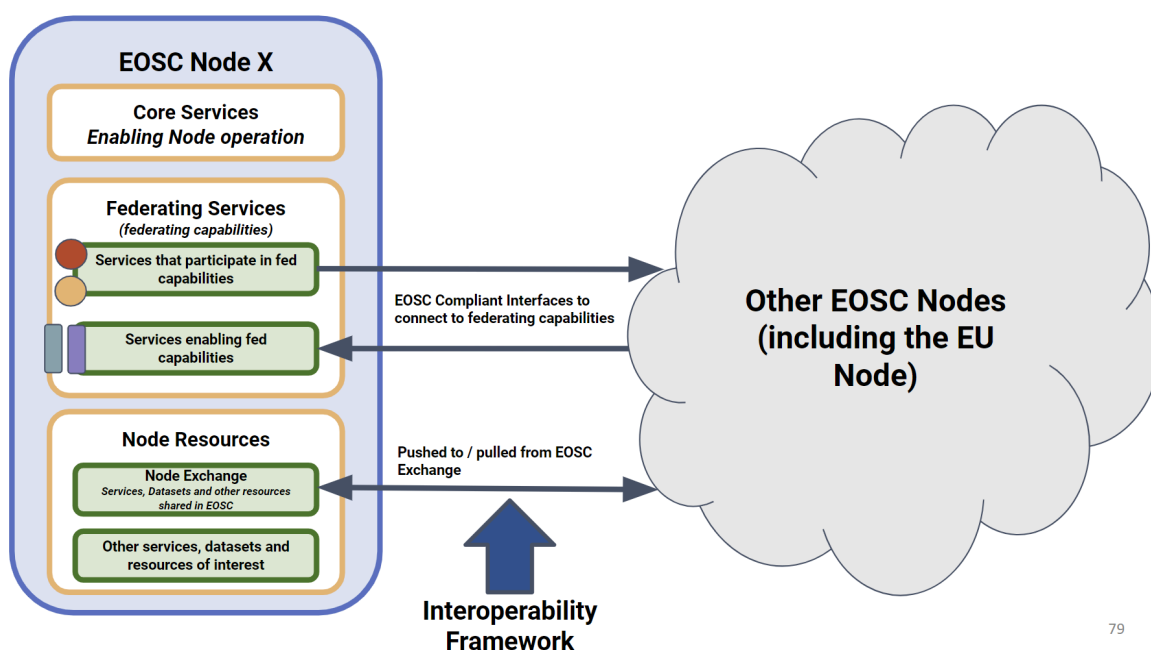 EOSC Node X
Core Services
Enabling Node operation
Federating Services
(federating capabilities)
Services that participate in fed
capabilities
EOSC Compliant Interfaces to
connect to federating capabilities
Services enabling fed
capabilities
Node Resources
Node Exchange
Services, Datasets and other resources
shared in EOSC
Other services, datasets and
resources of interest
Pushed to / pulled from EOSC
Exchange
Interoperability
Framework
Other EOSC Nodes
(including the EU
Node)
79